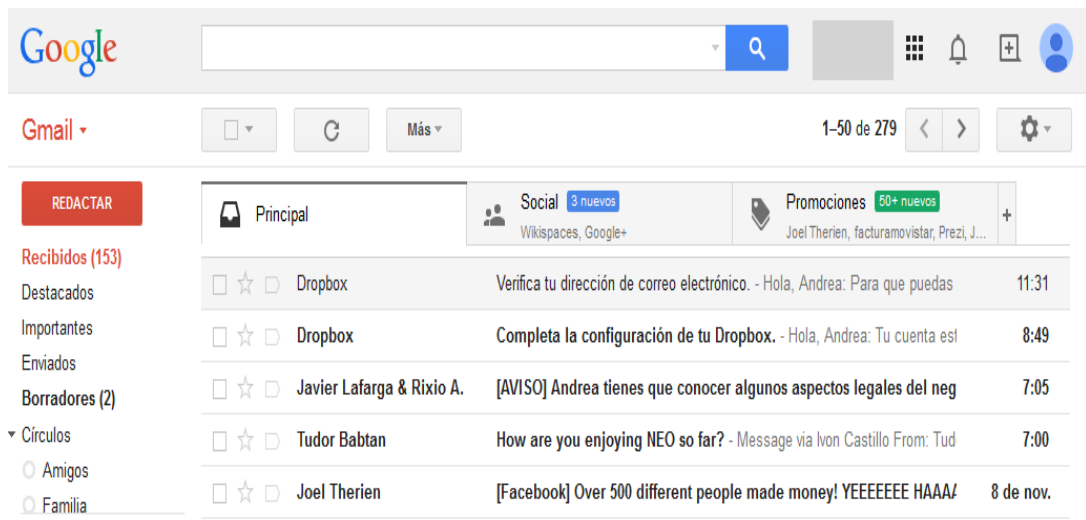 Google
Gmail
Más
1–50 de 279
REDACTAR
Principal
Social 3 nuevos
Wikispaces, Google+
Promociones 50+ nuevos
Joel Therien, facturamovistar, Prezi, J...
Recibidos (153)
Destacados
Importantes
Enviados
Borradores (2)
Círculos
Amigos
Familia
Dropbox Verifica tu dirección de correo electrónico. - Hola, Andrea: Para que puedas 11:31
Dropbox Completa la configuración de tu Dropbox. - Hola, Andrea: Tu cuenta est 8:49
Javier Lafarga & Rixio A. [AVISO] Andrea tienes que conocer algunos aspectos legales del neg 7:05
Tudor Babtan How are you enjoying NEO so far? - Message via Ivon Castillo From: Tud 7:00
Joel Therien [Facebook] Over 500 different people made money! YEEEEEEE HAAAA 8 de nov.